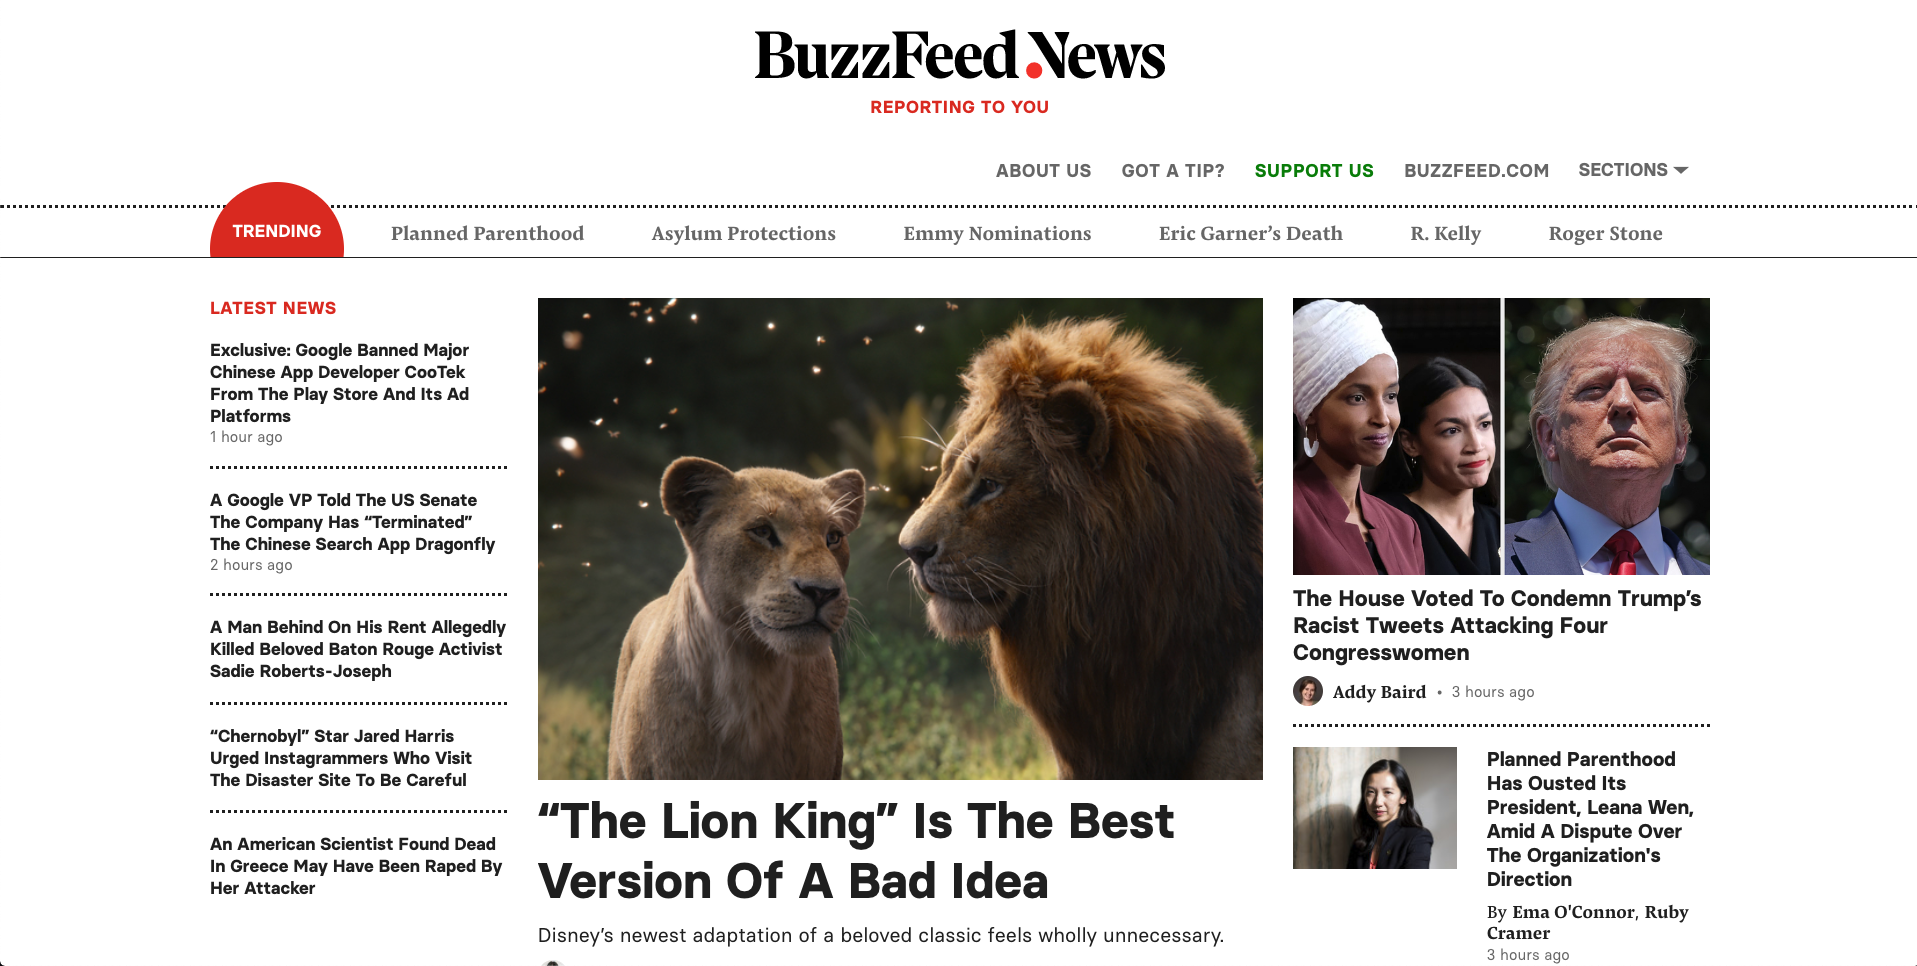 BuzzFeed News
REPORTING TO YOU
ABOUT US GOT A TIP? SUPPORT US BUZZFEED.COM SECTIONS
TRENDING Planned Parenthood Asylum Protections Emmy Nominations Eric Garner’s Death R. Kelly Roger Stone
LATEST NEWS
Exclusive: Google Banned Major
Chinese App Developer CooTek
From The Play Store And Its Ad
Platforms
1 hour ago
A Google VP Told The US Senate
The Company Has “Terminated”
The Chinese Search App Dragonfly
2 hours ago
A Man Behind On His Rent Allegedly
Killed Beloved Baton Rouge Activist
Sadie Roberts-Joseph
“Chernobyl” Star Jared Harris
Urged Instagrammers Who Visit
The Disaster Site To Be Careful
An American Scientist Found Dead
In Greece May Have Been Raped By
Her Attacker
“The Lion King” Is The Best
Version Of A Bad Idea
Disney’s newest adaptation of a beloved classic feels wholly unnecessary.
The House Voted To Condemn Trump’s
Racist Tweets Attacking Four
Congresswomen
Addy Baird • 3 hours ago
Planned Parenthood
Has Ousted Its
President, Leana Wen,
Amid A Dispute Over
The Organization's
Direction
By Ema O'Connor, Ruby
Cramer
3 hours ago